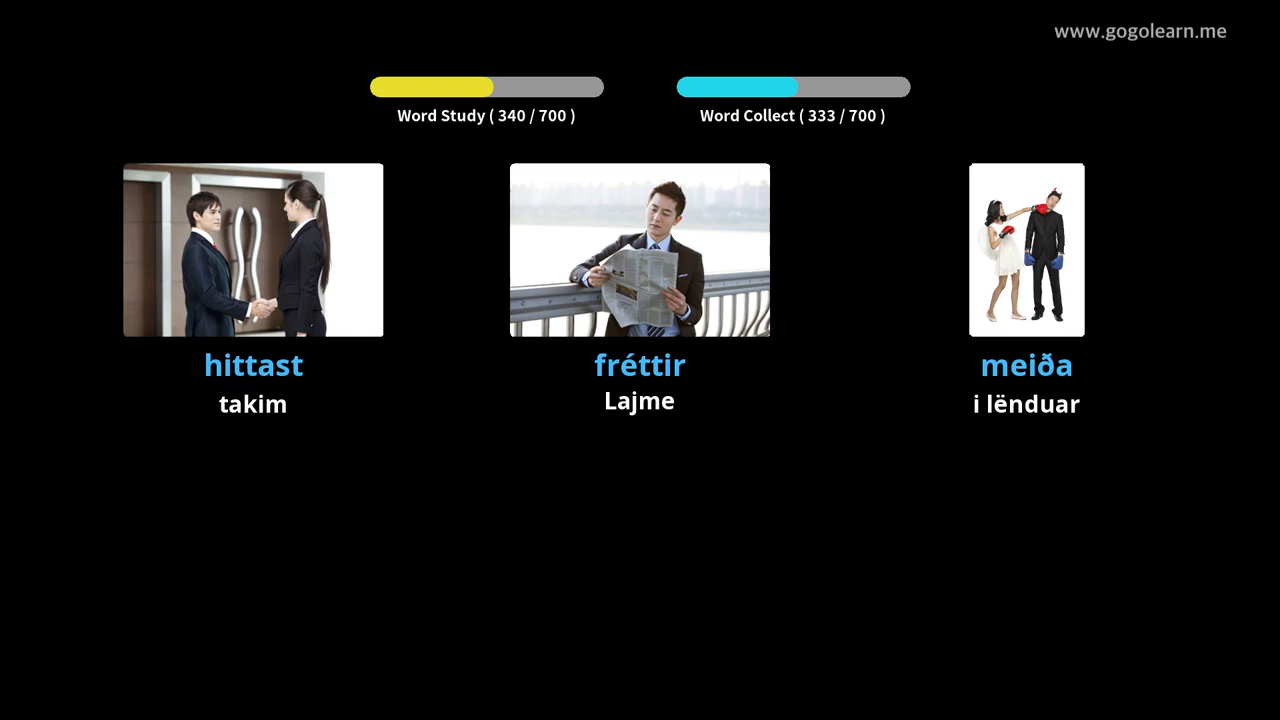 www.gogolearn.me
Word Study ( 340 / 700 )
Word Collect ( 333 / 700 )
hittast
takim
fréttir
Lajme
meiða
i lënduar